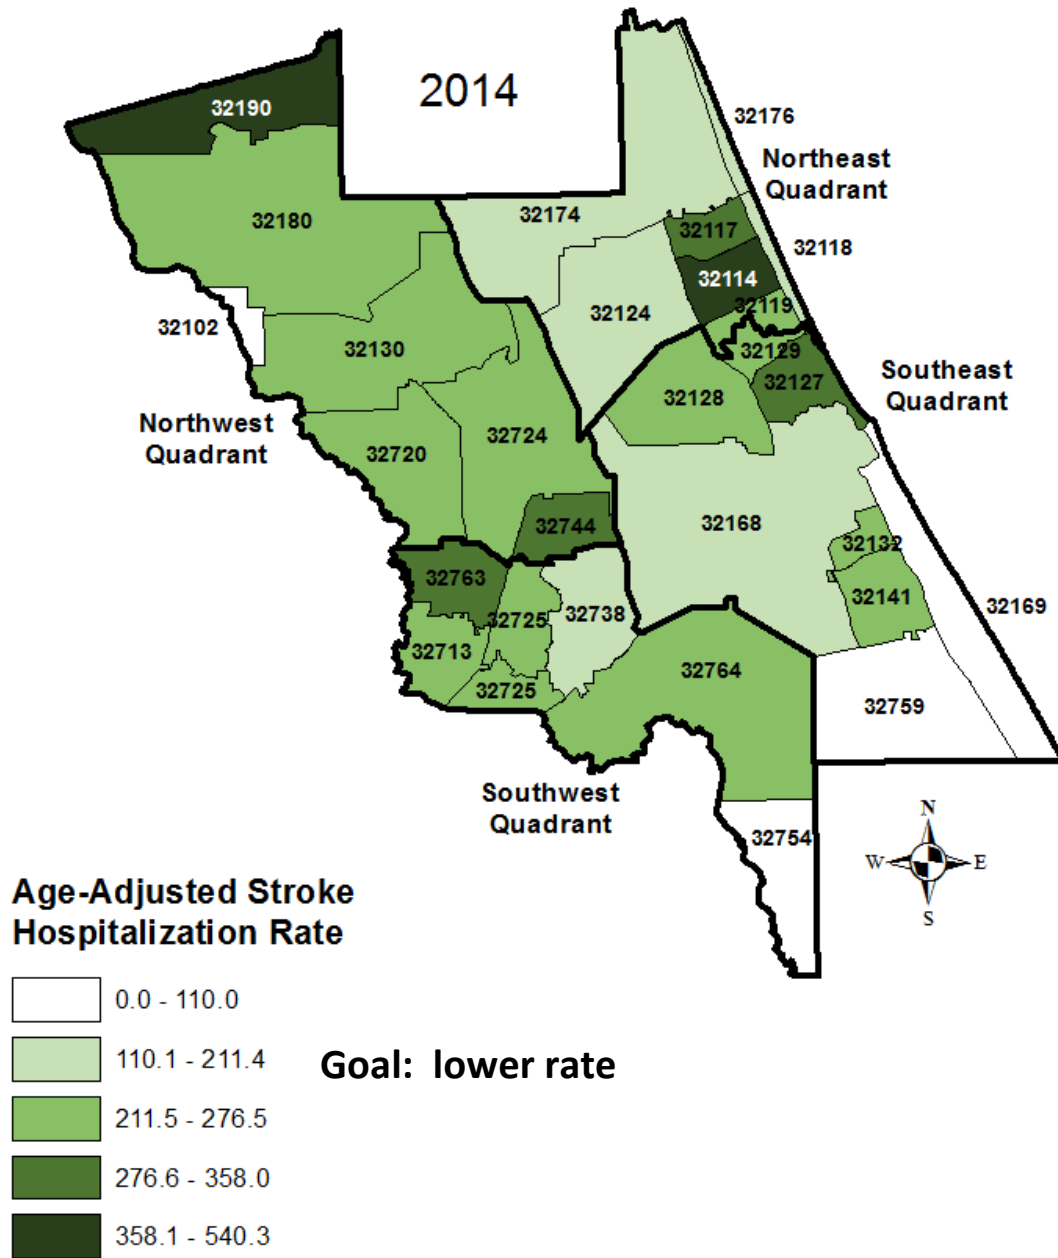 2014
32190
32176
Northeast
Quadrant
32180
32174
32117
32118
32114
32119
32124
32102
32130
32129
32127
Southeast
Quadrant
32128
Northwest
Quadrant
32724
32720
32744
32168
32132
32763
32141
32169
32725
32738
32713
32764
32725
32759
Southwest
Quadrant
32754
N
W
E
S
Age-Adjusted Stroke
Hospitalization Rate
0.0 - 110.0
110.1 - 211.4
Goal: lower rate
211.5 - 276.5
276.6 - 358.0
358.1 - 540.3